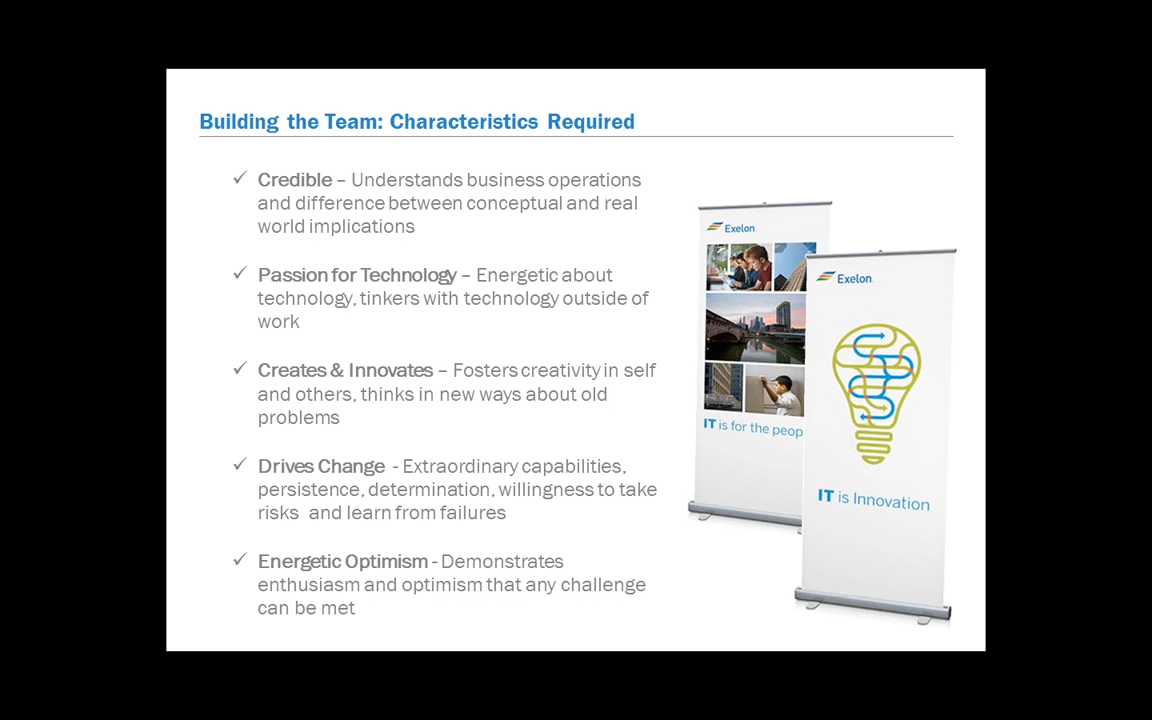 Building the Team: Characteristics Required
✓ Credible – Understands business operations
and difference between conceptual and real
world implications
✓ Passion for Technology – Energetic about
technology, tinkers with technology outside of
work
✓ Creates & Innovates – Fosters creativity in self
and others, thinks in new ways about old
problems
✓ Drives Change - Extraordinary capabilities,
persistence, determination, willingness to take
risks and learn from failures
✓ Energetic Optimism - Demonstrates
enthusiasm and optimism that any challenge
can be met
Exelon.
IT is for the peop
Exelon.
IT is Innovation